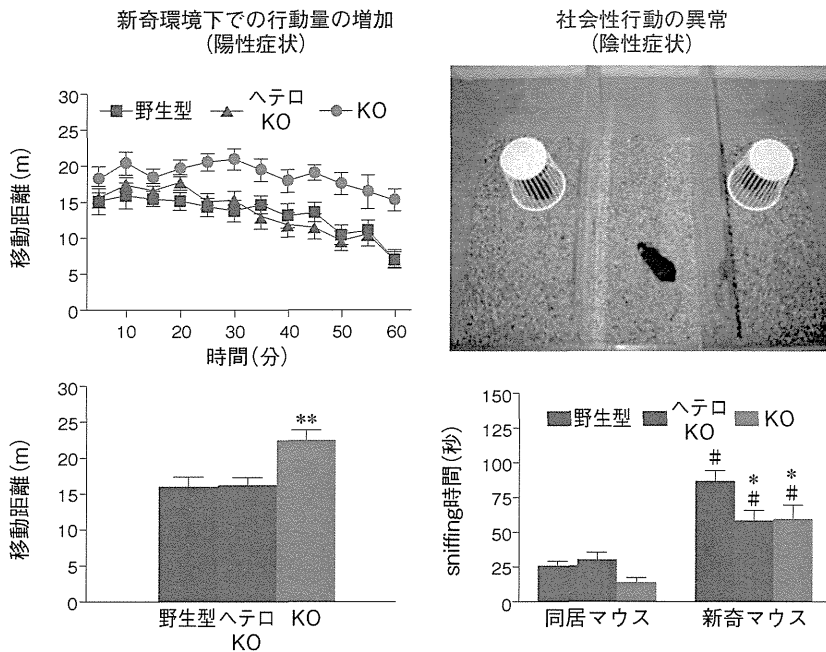 新奇環境下での行動量の増加
(陽性症状)
30
25
20
15
10
5
0
移動距離(m)
野生型
ヘテロ
KO
KO
10
20
30
40
50
60
時間(分)
社会性行動の異常
(陰性症状)
30
25
20
15
10
5
0
移動距離(m)
**
野生型
ヘテロ
KO
KO
150
125
100
75
50
25
0
sniffing時間(秒)
野生型
ヘテロ
KO
KO
#
*
#
*
#
同居マウス
新奇マウス